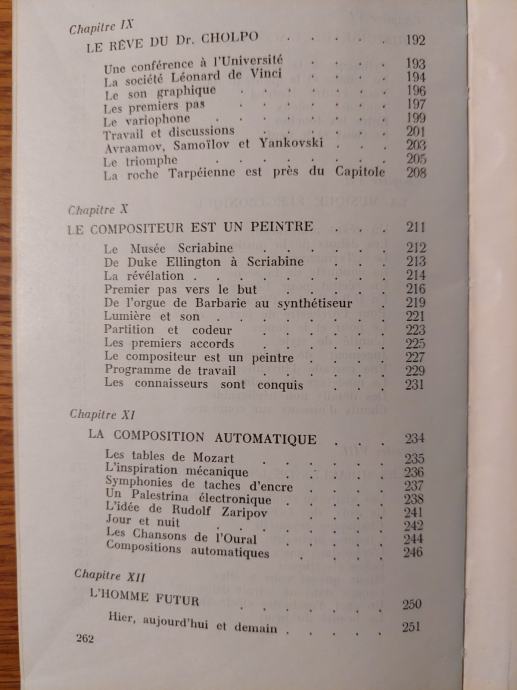 Chapitre IX
LE RÊVE DU Dr. CHOLPO . . . . . 192
Une conférence à l'Université . . . . 193
La société Léonard de Vinci . . . . 194
Le son graphique . . . . . . 196
Les premiers pas . . . . . . 197
Le variophone . . . . . . 199
Travail et discussions . . . . . 201
Avraamov, Samoïlov et Yankovski . . . 203
Le triomphe . . . . . . . 205
La roche Tarpéienne est près du Capitole 208
Chapitre X
LE COMPOSITEUR EST UN PEINTRE . . . 211
Le Musée Scriabine . . . . . 212
De Duke Ellington à Scriabine . . . . 213
La révélation . . . . . . . 214
Premier pas vers le but . . . . 216
De l'orgue de Barbarie au synthétiseur . 219
Lumière et son . . . . . . 221
Partition et codeur . . . . . 223
Les premiers accords . . . . . 225
Le compositeur est un peintre . . . . 227
Programme de travail . . . . . 229
Les connaisseurs sont conquis . . . . 231
Chapitre XI
LA COMPOSITION AUTOMATIQUE . . . 234
Les tables de Mozart . . . . . 235
L'inspiration mécanique . . . . . 236
Symphonies de taches d'encre . . . . 237
Un Palestrina électronique . . . . . 238
L'idée de Rudolf Zaripov . . . . 241
Jour et nuit . . . . . . 242
Les Chansons de l'Oural . . . . 244
Compositions automatiques . . . . 246
Chapitre XII
L'HOMME FUTUR . . . . . . 250
Hier, aujourd'hui et demain . . . . . 251
262